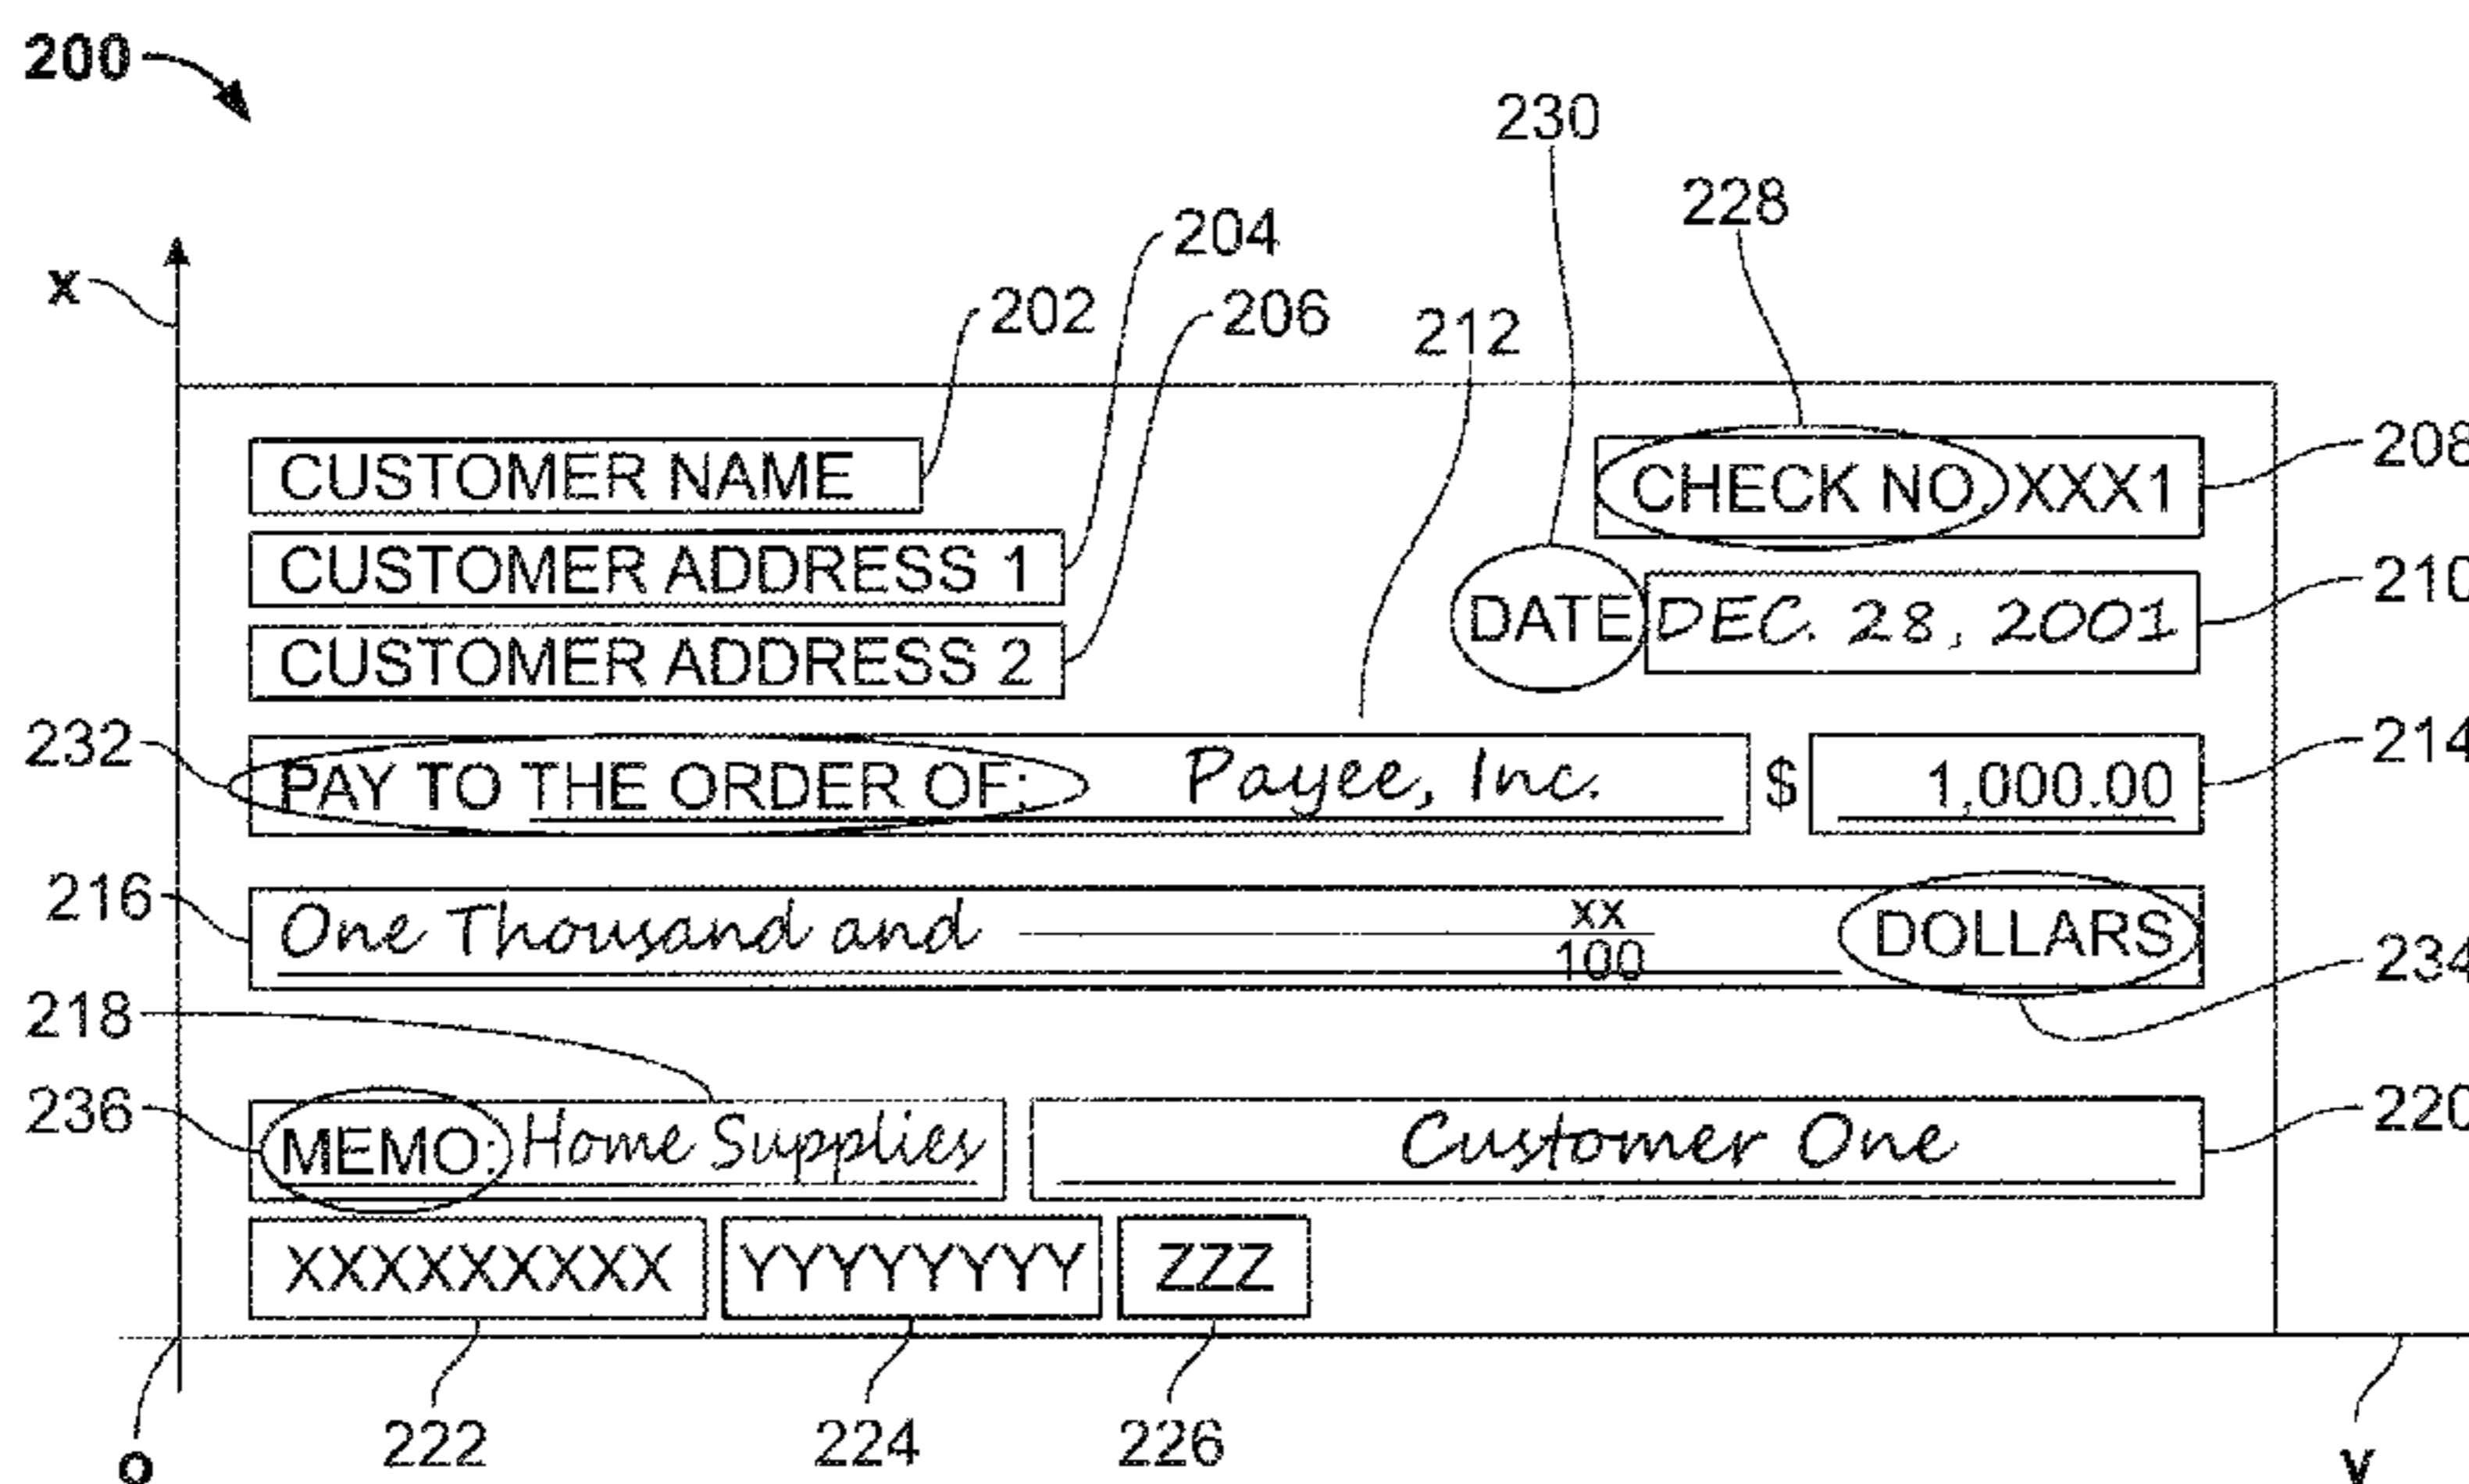 200
230
228
204
x
202
206
212
208
CUSTOMER NAME
CHECK NO. XXX1
CUSTOMER ADDRESS 1
210
DATE DEC. 28, 2001
CUSTOMER ADDRESS 2
232
214
PAY TO THE ORDER OF: Payee, Inc. $ 1,000.00
216
One Thousand and xx/100 DOLLARS
234
218
236
220
MEMO: Home Supplies Customer One
XXXXXXXXX YYYYYYYY ZZZ
222
224
226
o
y